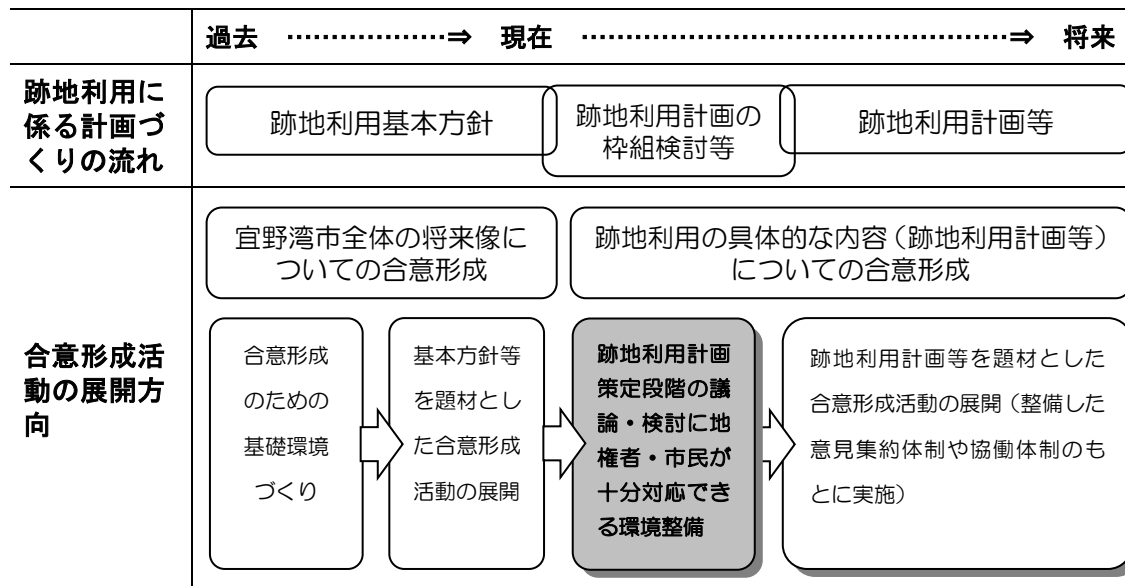 過去 ………………⇒ 現在 ……………………………………⇒ 将来
跡地利用に
係る計画づ
くりの流れ
跡地利用基本方針
跡地利用計画の
枠組検討等
跡地利用計画等
合意形成活
動の展開方
向
宜野湾市全体の将来像に
ついての合意形成
跡地利用の具体的な内容(跡地利用計画等)
についての合意形成
合意形成
のための
基礎環境
づくり
基本方針等
を題材とし
た合意形成
活動の展開
跡地利用計画
策定段階の議
論・検討に地
権者・市民が
十分対応でき
る環境整備
跡地利用計画等を題材とした
合意形成活動の展開(整備した
意見集約体制や協働体制のも
とに実施)